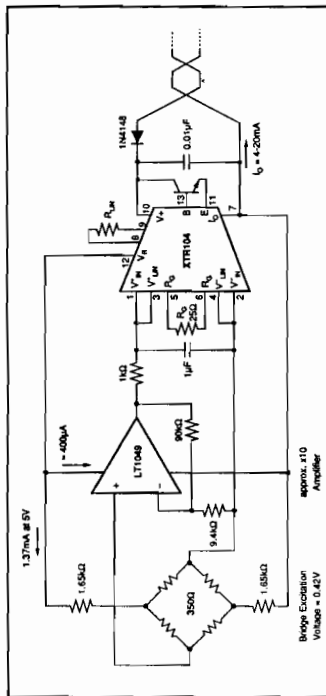 1.37mA at 5V
≈ 400µA
1.65kΩ
350Ω
1.65kΩ
Bridge Excitation
Voltage = 0.42V
+
LT1049
−
90kΩ
9.4kΩ
approx. x10
Amplifier
1kΩ
1µF
R_G
25Ω
12
V_R
8
9
R_LIN
1
V⁺_IN
3
V⁺_LIN
5
R_G
6
R_G
4
V⁻_LIN
2
V⁻_IN
XTR104
10
V+
13
B
E
11
I_O
7
1N4148
0.01µF
I_O = 4-20mA